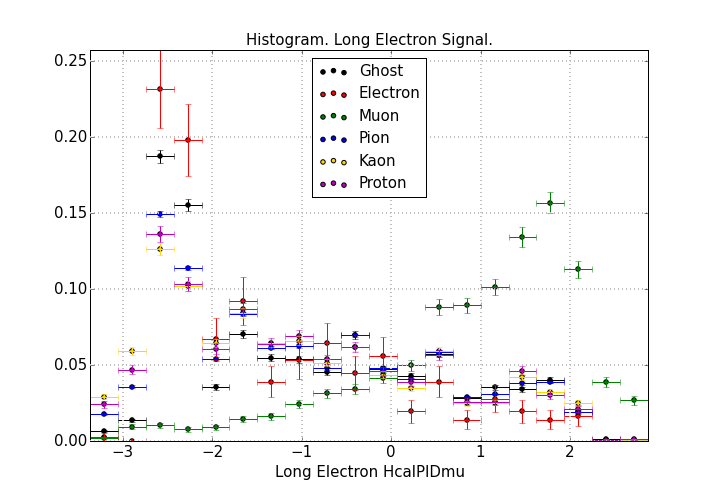 Histogram. Long Electron Signal.
0.25
0.20
0.15
0.10
0.05
0.00
Ghost
Electron
Muon
Pion
Kaon
Proton
−3 −2 −1 0 1 2
Long Electron HcalPIDmu